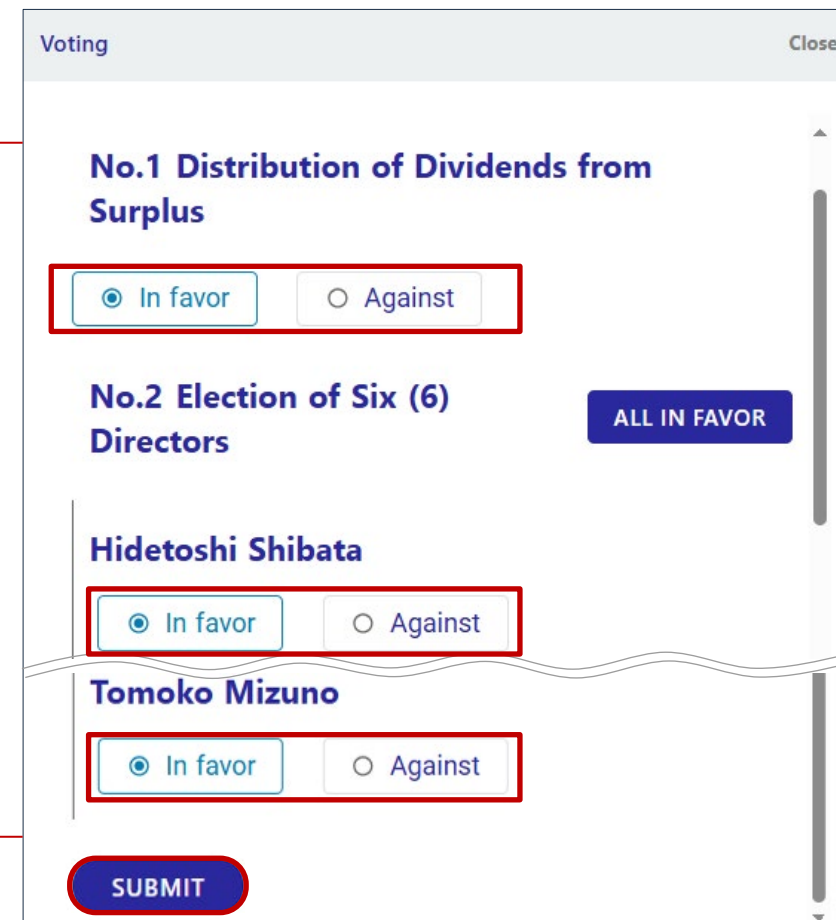 Voting
Close
No.1 Distribution of Dividends from
Surplus
In favor
Against
No.2 Election of Six (6)
Directors
ALL IN FAVOR
Hidetoshi Shibata
In favor
Against
Tomoko Mizuno
In favor
Against
SUBMIT